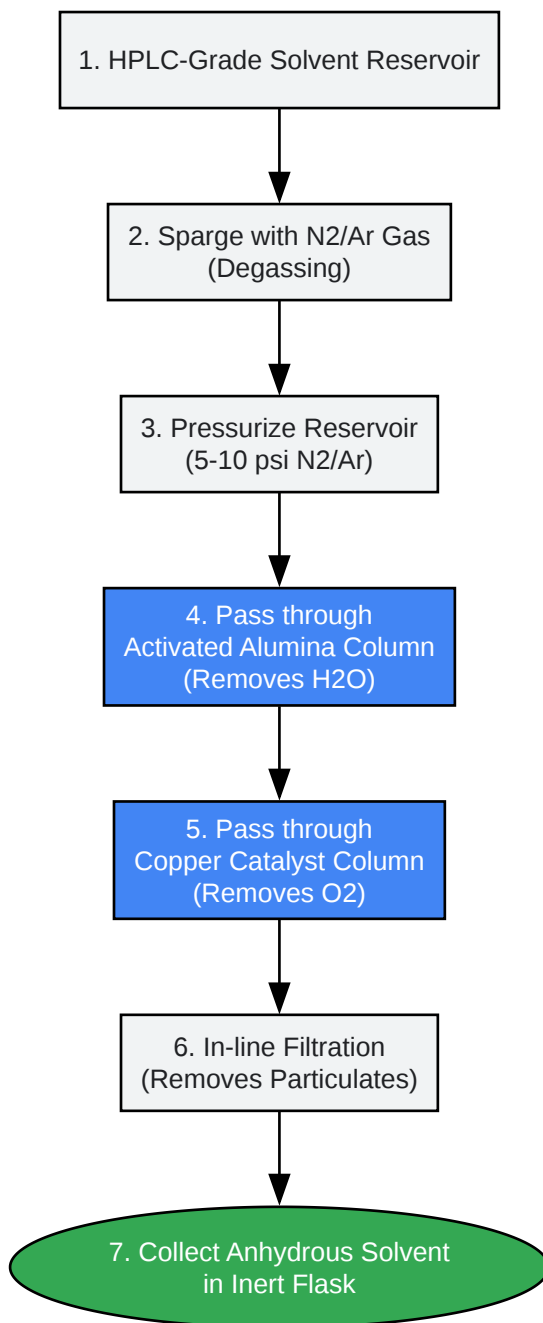 1. HPLC-Grade Solvent Reservoir
2. Sparge with N2/Ar Gas
(Degassing)
3. Pressurize Reservoir
(5-10 psi N2/Ar)
4. Pass through
Activated Alumina Column
(Removes H2O)
5. Pass through
Copper Catalyst Column
(Removes O2)
6. In-line Filtration
(Removes Particulates)
7. Collect Anhydrous Solvent
in Inert Flask